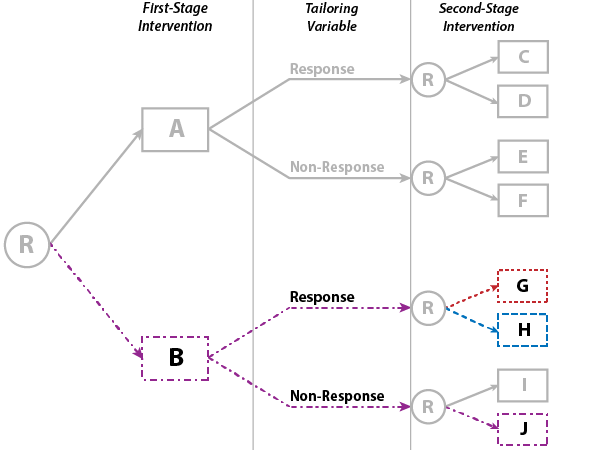 First-Stage
Intervention
Tailoring
Variable
Second-Stage
Intervention
Response
R
C
D
A
Non-Response
R
E
F
R
Response
R
G
H
B
Non-Response
R
I
J